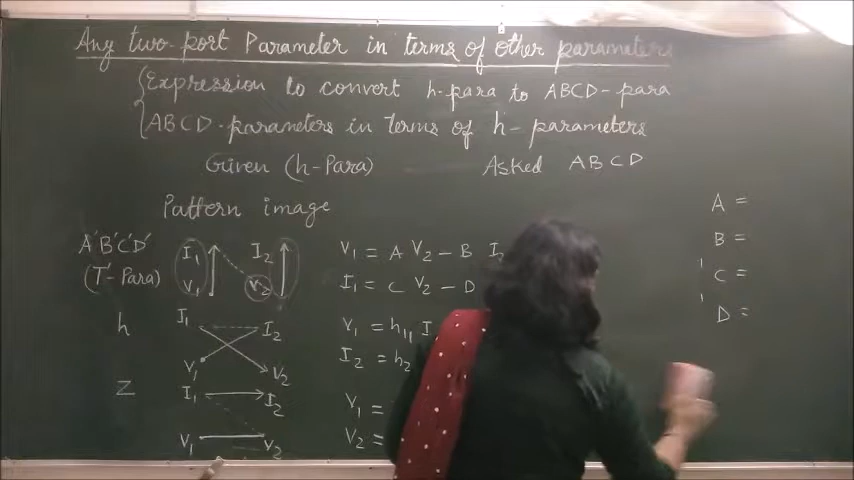 Any two-port Parameter in terms of other parameters
Expression to convert h-para to ABCD-para
ABCD-parameters in Terms of h-parameters
Given (h-Para) Asked ABCD
Pattern image
A'B'C'D' I1 I2 V1 = A V2 - B I
(T'-Para) V1 V2 I1 = C V2 - D
h I1 I2 V1 = h11 I
V1 V2 I2 = h2
Z I1 I2 V1 =
V1 V2 V2 =
A =
B =
' C =
' D =